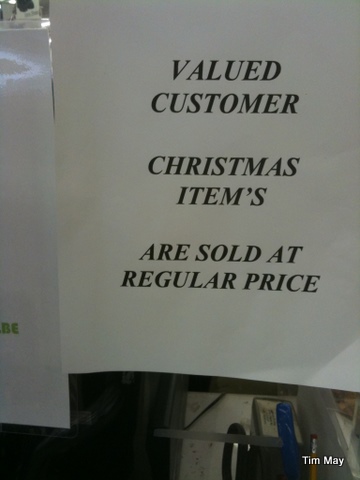 VALUED
CUSTOMER
CHRISTMAS
ITEM'S
ARE SOLD AT
REGULAR PRICE
Tim May